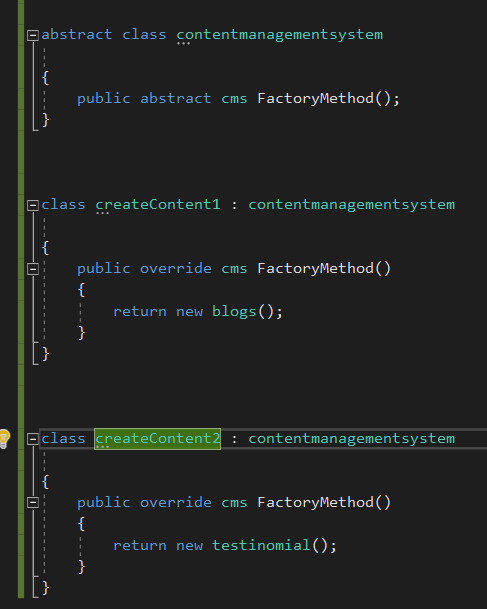 abstract class contentmanagementsystem
{
public abstract cms FactoryMethod();
}
class createContent1 : contentmanagementsystem
{
public override cms FactoryMethod()
{
return new blogs();
}
}
class createContent2 : contentmanagementsystem
{
public override cms FactoryMethod()
{
return new testinomial();
}
}